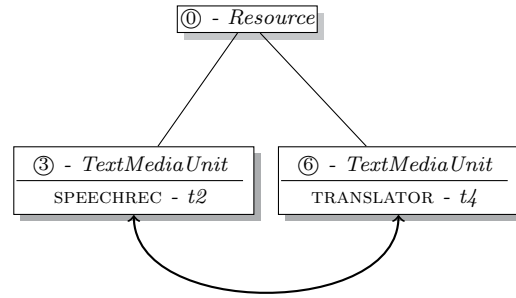 ⓪ - Resource
③ - TextMediaUnit
SPEECHREC - t2
⑥ - TextMediaUnit
TRANSLATOR - t4